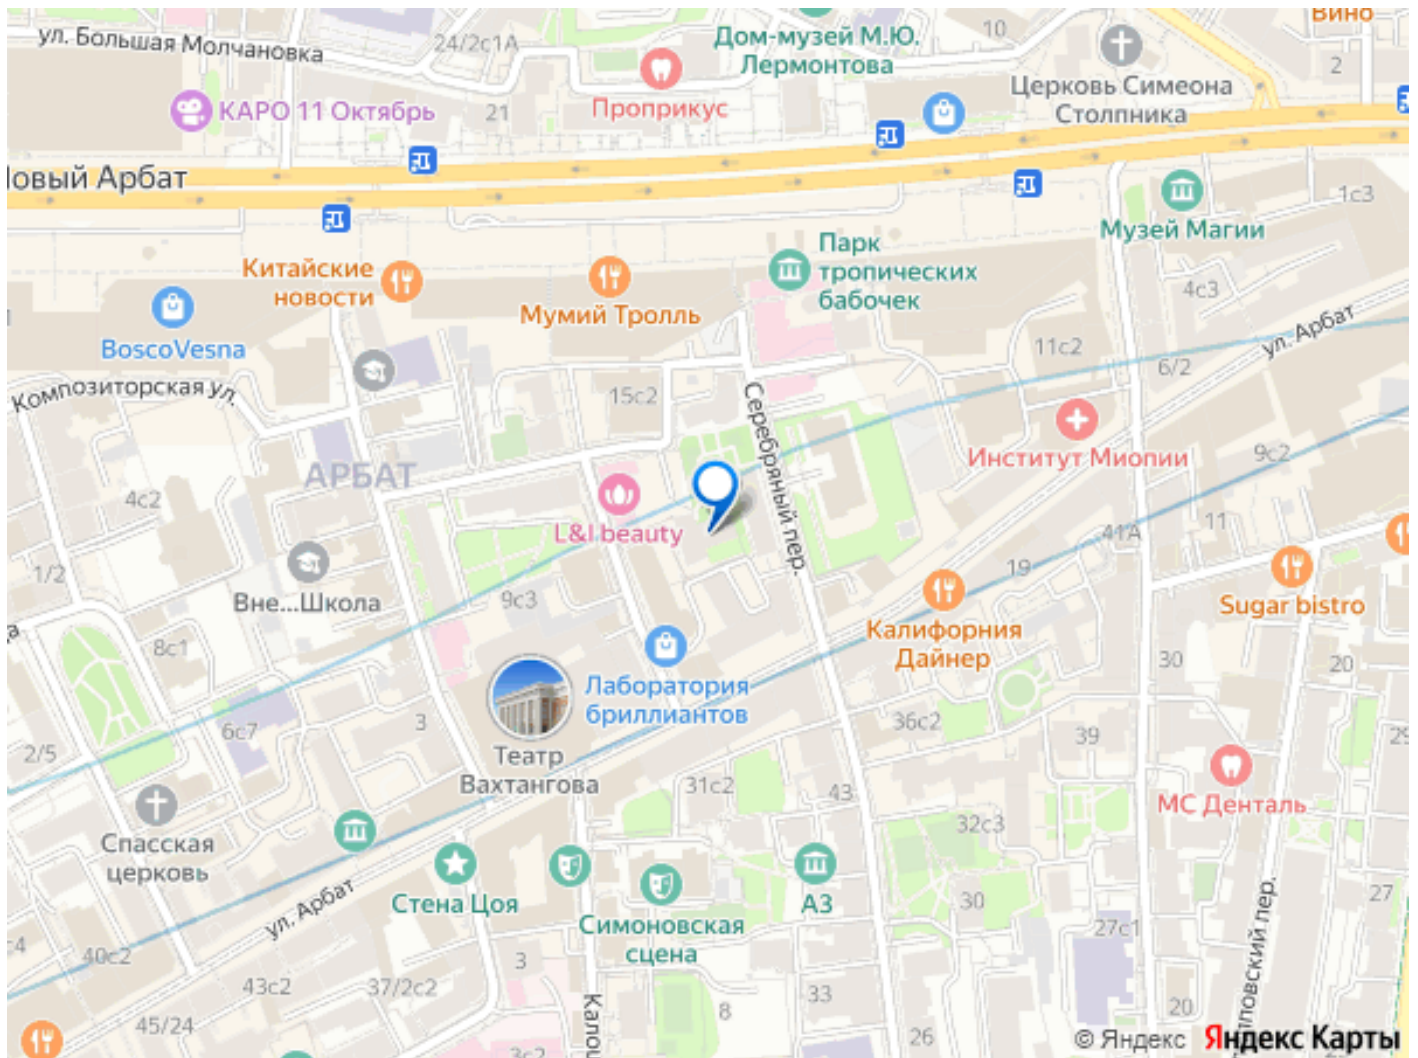 ул. Большая Молчановка
24/2с1А
Дом-музей М.Ю.
Лермонтова
10
Вино
2
Проприкус
Церковь Симеона
Столпника
КАРО 11 Октябрь
21
Новый Арбат
1с3
Музей Магии
Китайские
новости
Парк
тропических
бабочек
4с3
Мумий Тролль
BoscoVesna
ул. Арбат
11с2
6/2
Композиторская ул.
15с2
Серебряный пер.
Институт Миопии
9с2
АРБАТ
4с2
L&I beauty
11
41А
1/2
19
Вне...Школа
9с3
Sugar bistro
Калифорния
Дайнер
8с1
30
20
Лаборатория
бриллиантов
6с7
3
36с2
39
29
2/5
Театр
Вахтангова
31с2
43
МС Денталь
32с3
Спасская
церковь
Стена Цоя
А3
30
27
ул. Арбат
Симоновская
сцена
27с1
40с2
3
43с2
37/2с2
33
8
20
45/24
26
3с2
© Яндекс Яндекс Карты